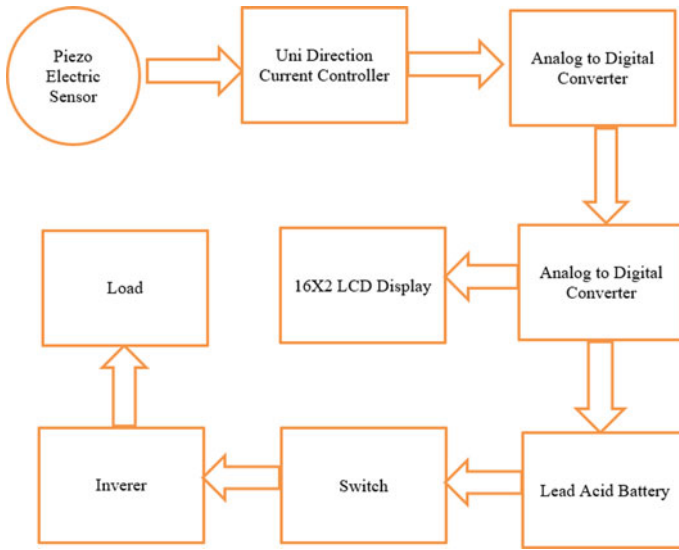 Piezo
Electric
Sensor
Uni Direction
Current Controller
Analog to Digital
Converter
Load
16X2 LCD Display
Analog to Digital
Converter
Inverer
Switch
Lead Acid Battery